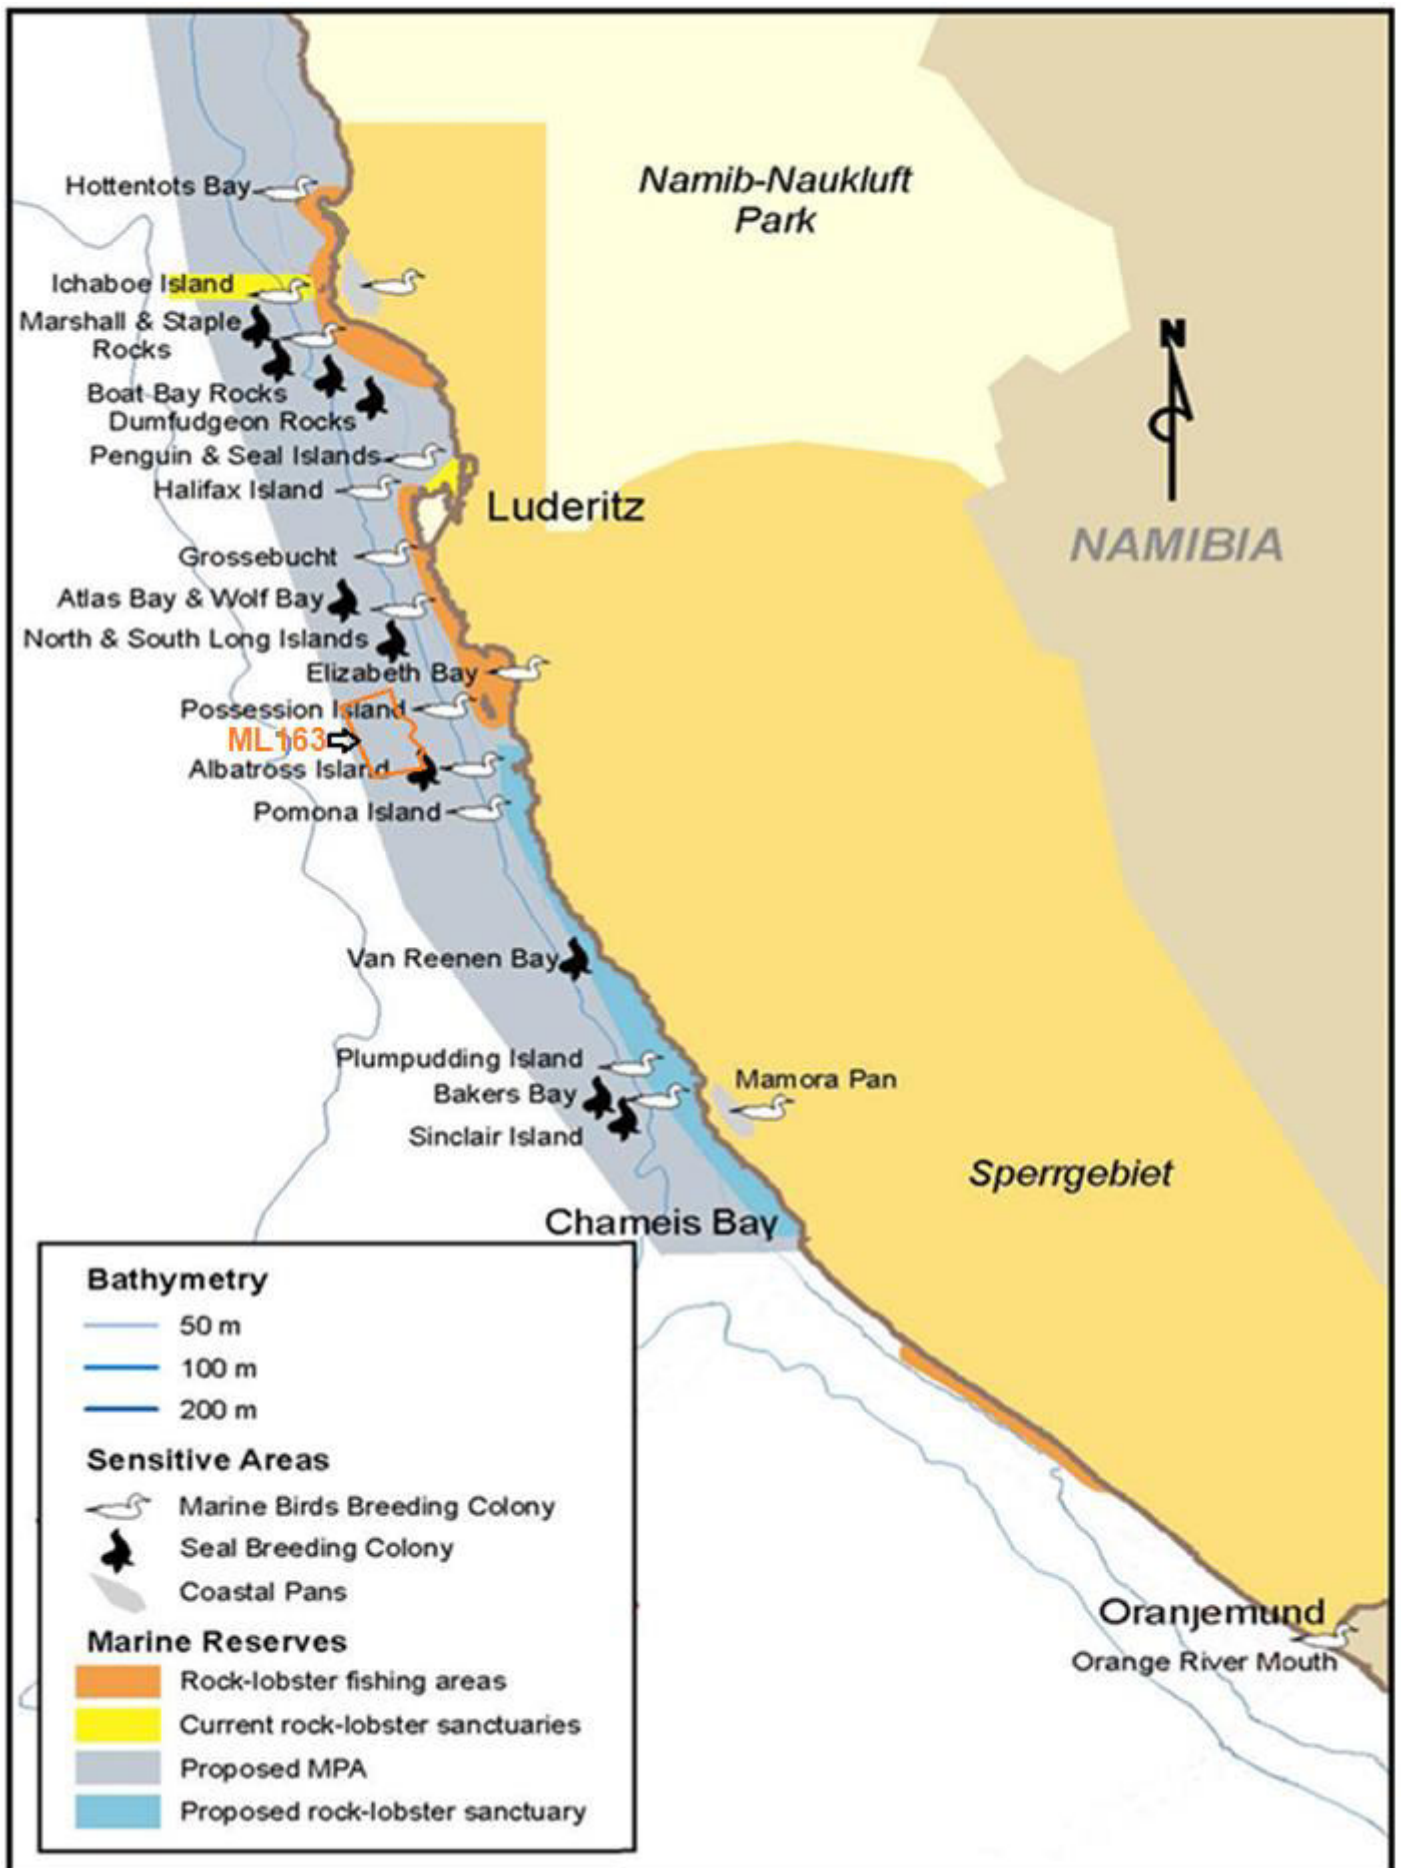 Namib-Naukluft
Park
Hottentots Bay
Ichaboe Island
Marshall & Staple
Rocks
Boat Bay Rocks
Dumfudgeon Rocks
Penguin & Seal Islands
Halifax Island
Luderitz
N
NAMIBIA
Grossebucht
Atlas Bay & Wolf Bay
North & South Long Islands
Elizabeth Bay
Possession Island
ML163
Albatross Island
Pomona Island
Van Reenen Bay
Plumpudding Island
Bakers Bay
Sinclair Island
Mamora Pan
Sperrgebiet
Chameis Bay
Bathymetry
50 m
100 m
200 m
Sensitive Areas
Marine Birds Breeding Colony
Seal Breeding Colony
Coastal Pans
Marine Reserves
Rock-lobster fishing areas
Current rock-lobster sanctuaries
Proposed MPA
Proposed rock-lobster sanctuary
Oranjemund
Orange River Mouth